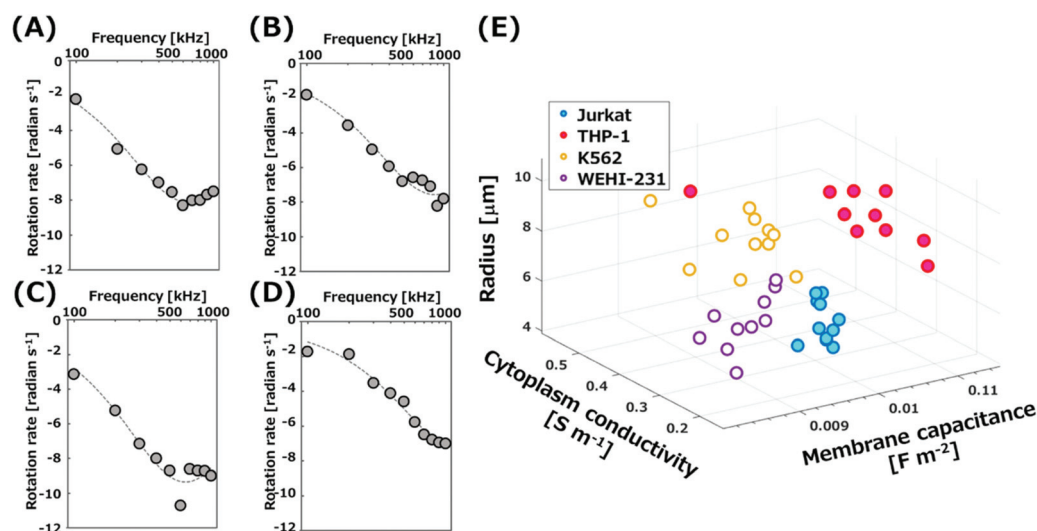 (A)
Frequency [kHz]
100 500 1000
0
-2
-4
-6
-8
-10
-12
Rotation rate [radian s⁻¹]
(B)
Frequency [kHz]
100 500 1000
0
-2
-4
-6
-8
-10
-12
Rotation rate [radian s⁻¹]
(C)
Frequency [kHz]
100 500 1000
0
-2
-4
-6
-8
-10
-12
Rotation rate [radian s⁻¹]
(D)
Frequency [kHz]
100 500 1000
0
-2
-4
-6
-8
-10
-12
Rotation rate [radian s⁻¹]
(E)
Jurkat
THP-1
K562
WEHI-231
10
8
6
4
Radius [μm]
0.5
0.4
0.3
0.2
Cytoplasm conductivity
[S m⁻¹]
0.009
0.01
0.11
Membrane capacitance
[F m⁻²]